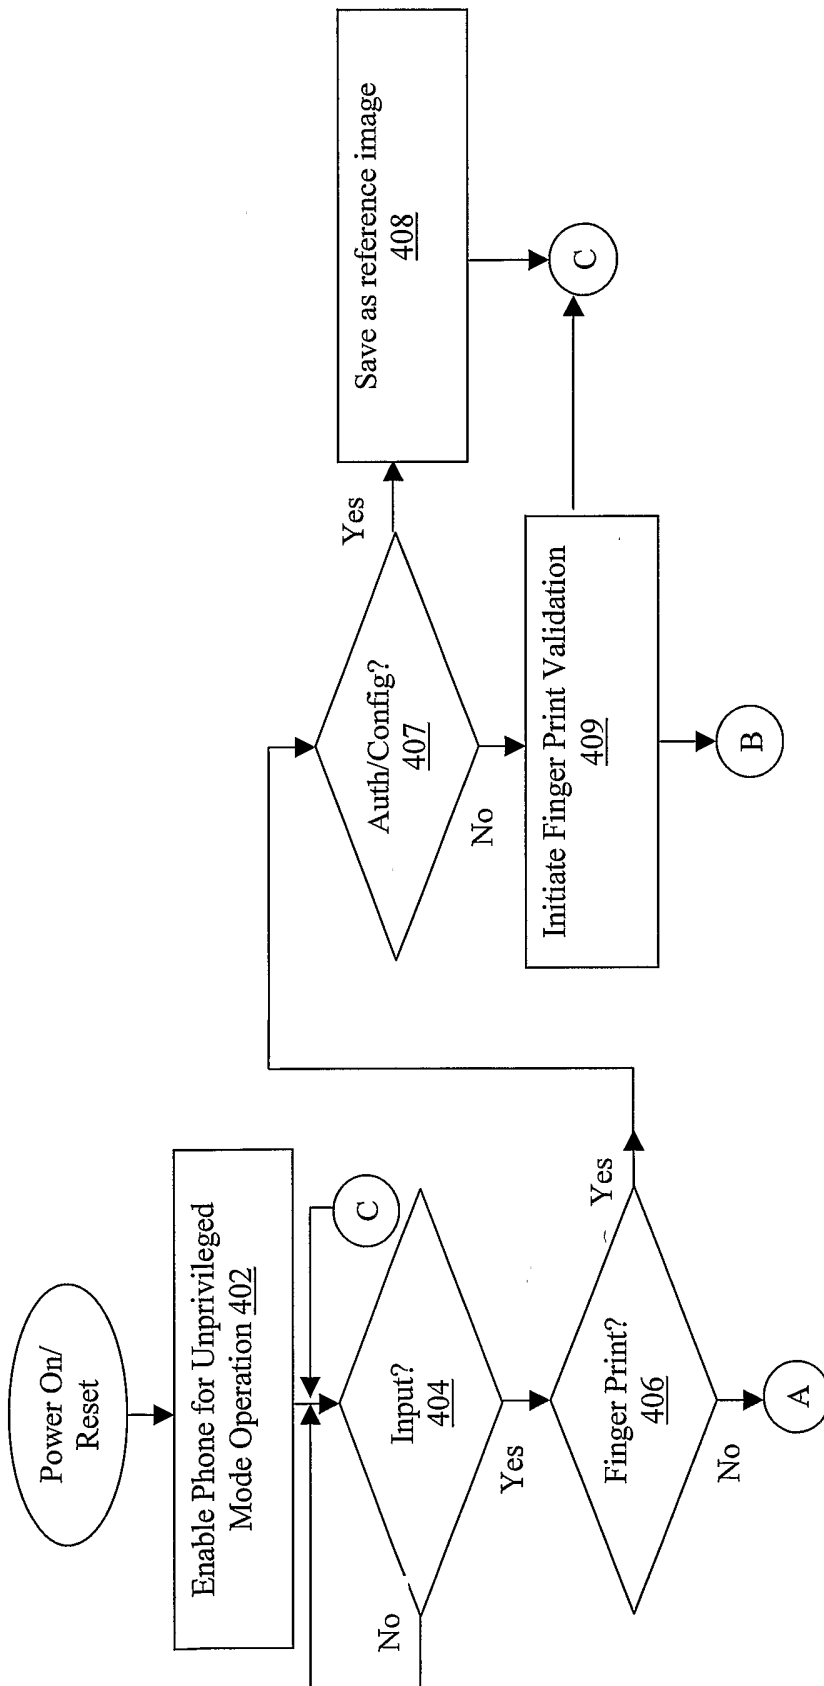 Power On/
Reset
Enable Phone for Unprivileged
Mode Operation 402
C
Input?
404
No
Yes
Finger Print?
406
Yes
No
A
Auth/Config?
407
Yes
No
Save as reference image
408
Initiate Finger Print Validation
409
C
B